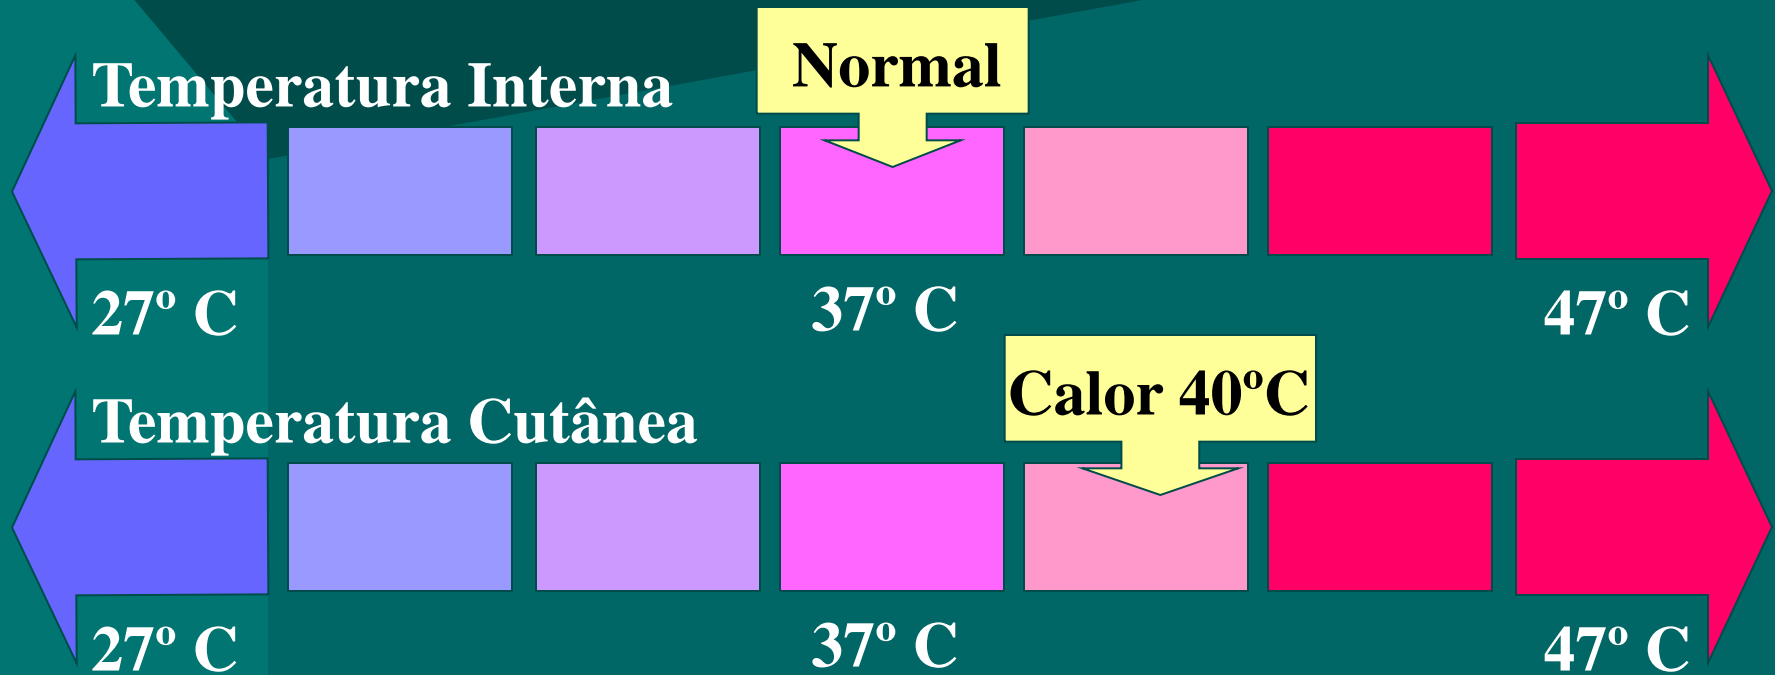 Normal
Temperatura Interna
27º C
37º C
47º C
Calor 40ºC
Temperatura Cutânea
27º C
37º C
47º C